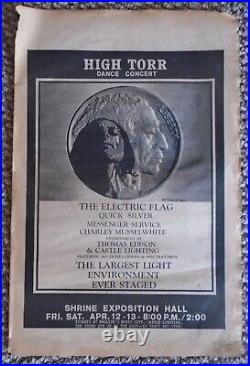 HIGH TORR
DANCE CONCERT
LIBERTY
THE ELECTRIC FLAG
QUICK SILVER
MESSENGER SERVICE
CHARLEY MUSSELWHITE
THOMAS EDISON
& CASTLE LIGHTING
THE LARGEST LIGHT
ENVIRONMENT
EVER STAGED
SHRINE EXPOSITION HALL
FRI. SAT. APR. 12-13 - 8:00 P.M./2:00